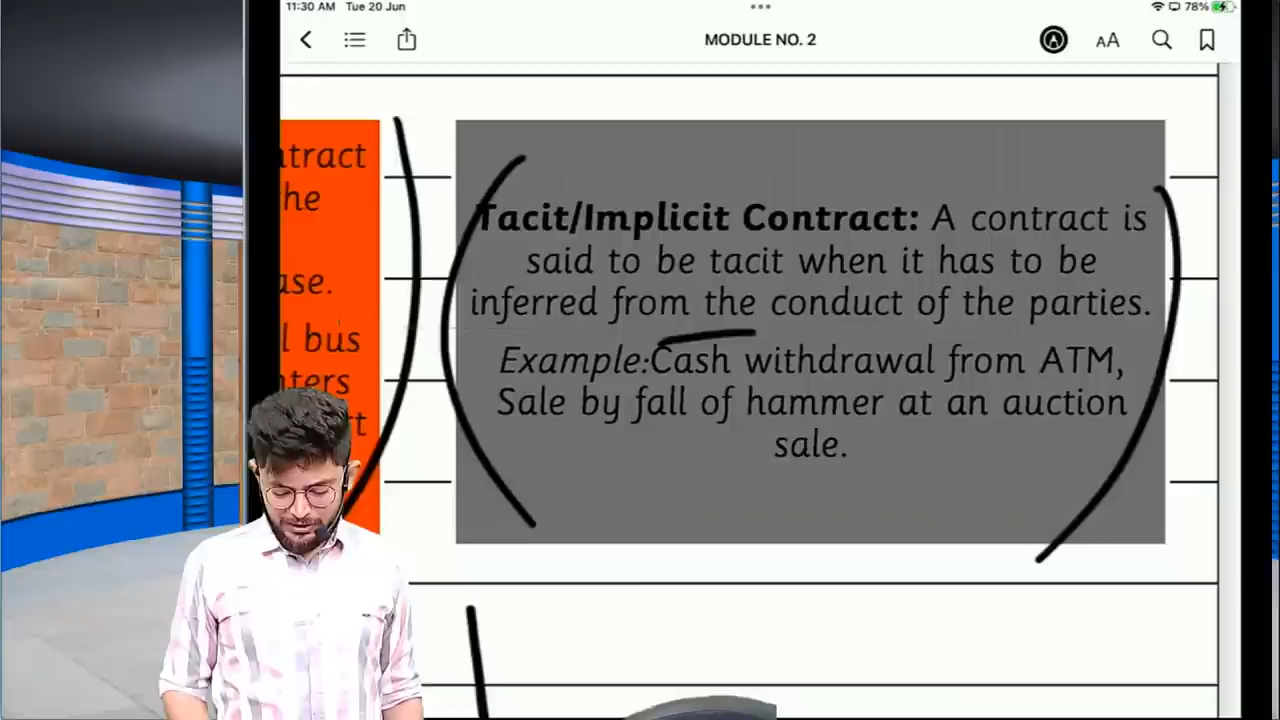 11:30 AM Tue 20 Jun
78%
MODULE NO. 2
AA
he
ase.
l bus
Tacit/Implicit Contract: A contract is
said to be tacit when it has to be
inferred from the conduct of the parties.
Example:Cash withdrawal from ATM,
Sale by fall of hammer at an auction
sale.